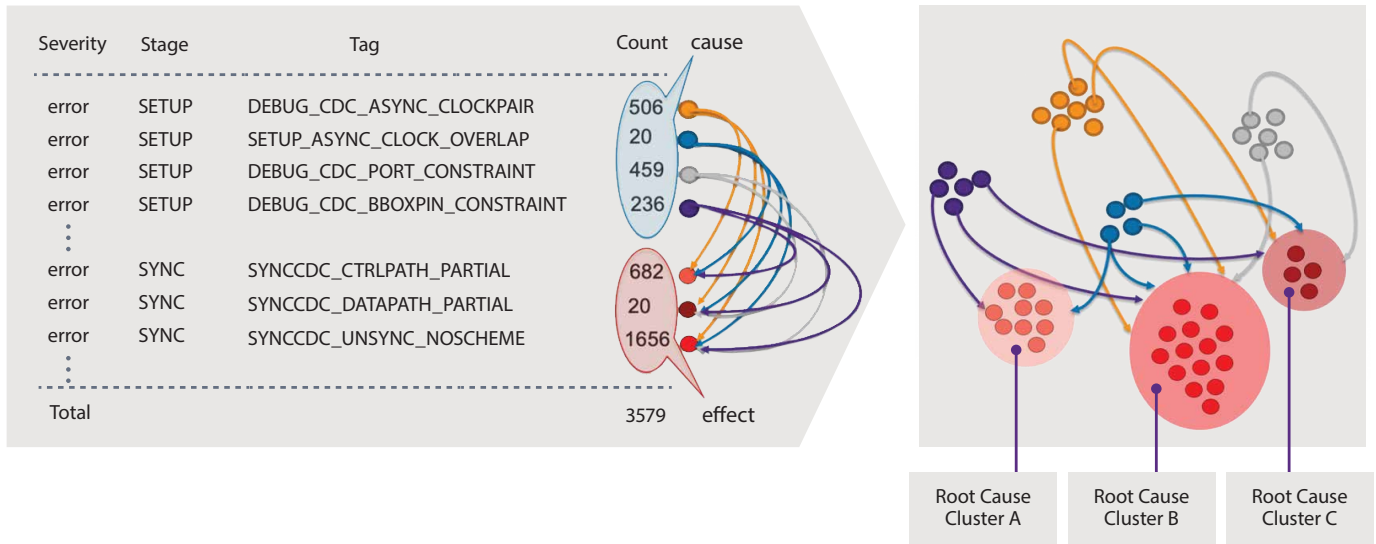 Severity Stage Tag Count cause
error SETUP DEBUG_CDC_ASYNC_CLOCKPAIR 506
error SETUP SETUP_ASYNC_CLOCK_OVERLAP 20
error SETUP DEBUG_CDC_PORT_CONSTRAINT 459
error SETUP DEBUG_CDC_BBOXPIN_CONSTRAINT 236
error SYNC SYNCCDC_CTRLPATH_PARTIAL 682
error SYNC SYNCCDC_DATAPATH_PARTIAL 20
error SYNC SYNCCDC_UNSYNC_NOSCHEME 1656
Total 3579 effect
Root Cause
Cluster A
Root Cause
Cluster B
Root Cause
Cluster C